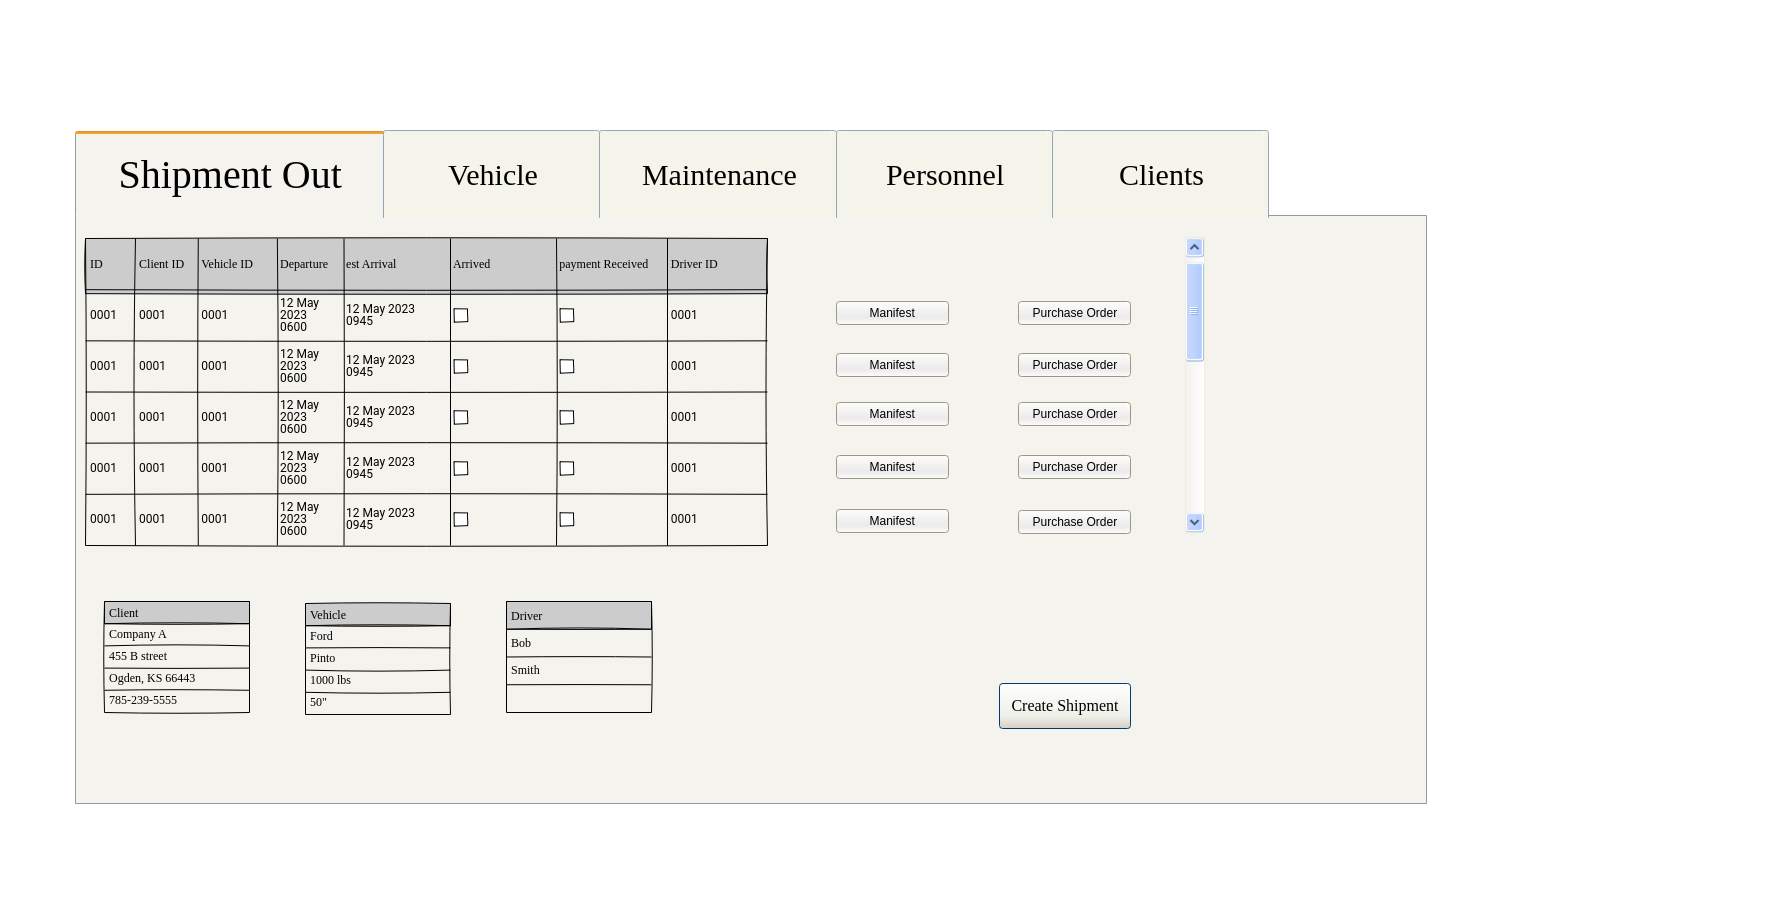 Shipment Out Vehicle Maintenance Personnel Clients
ID Client ID Vehicle ID Departure est Arrival Arrived payment Received Driver ID
0001 0001 0001 12 May 2023 0600 12 May 2023 0945 0001 Manifest Purchase Order
0001 0001 0001 12 May 2023 0600 12 May 2023 0945 0001 Manifest Purchase Order
0001 0001 0001 12 May 2023 0600 12 May 2023 0945 0001 Manifest Purchase Order
0001 0001 0001 12 May 2023 0600 12 May 2023 0945 0001 Manifest Purchase Order
0001 0001 0001 12 May 2023 0600 12 May 2023 0945 0001 Manifest Purchase Order
Client
Company A
455 B street
Ogden, KS 66443
785-239-5555
Vehicle
Ford
Pinto
1000 lbs
50"
Driver
Bob
Smith
Create Shipment